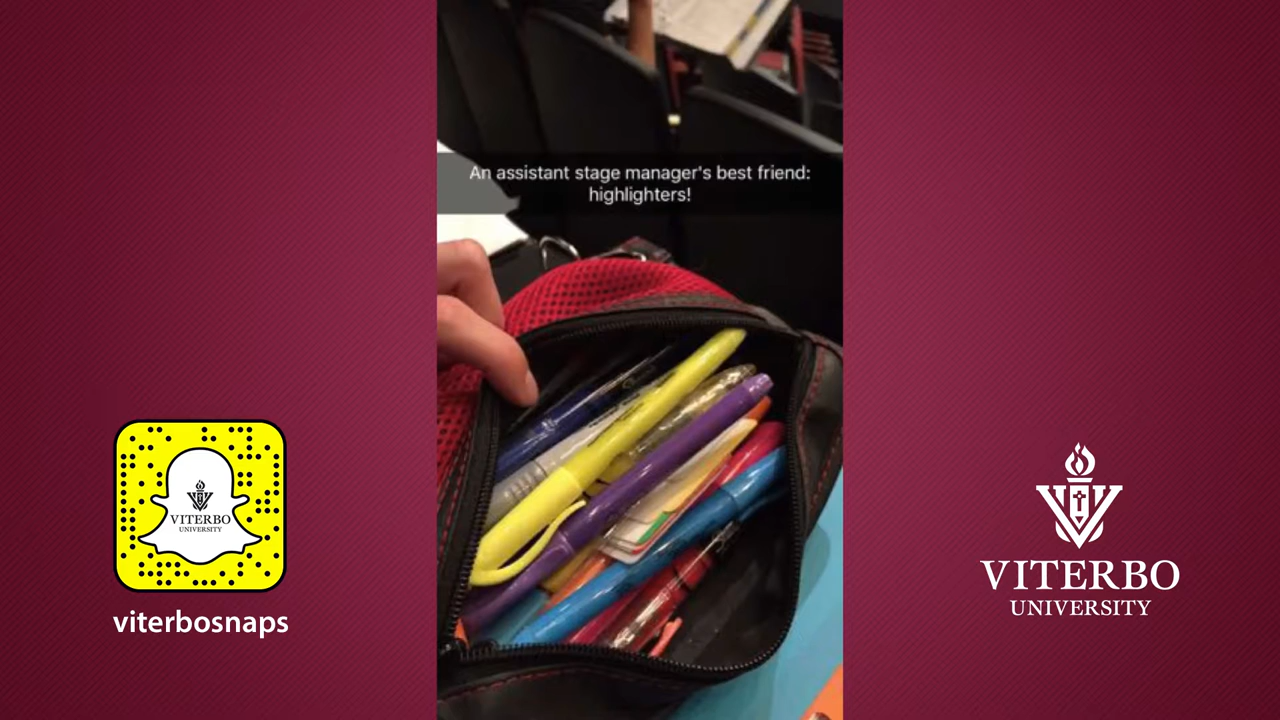 An assistant stage manager's best friend:
highlighters!
VITERBO
UNIVERSITY
viterbosnaps
VITERBO
UNIVERSITY